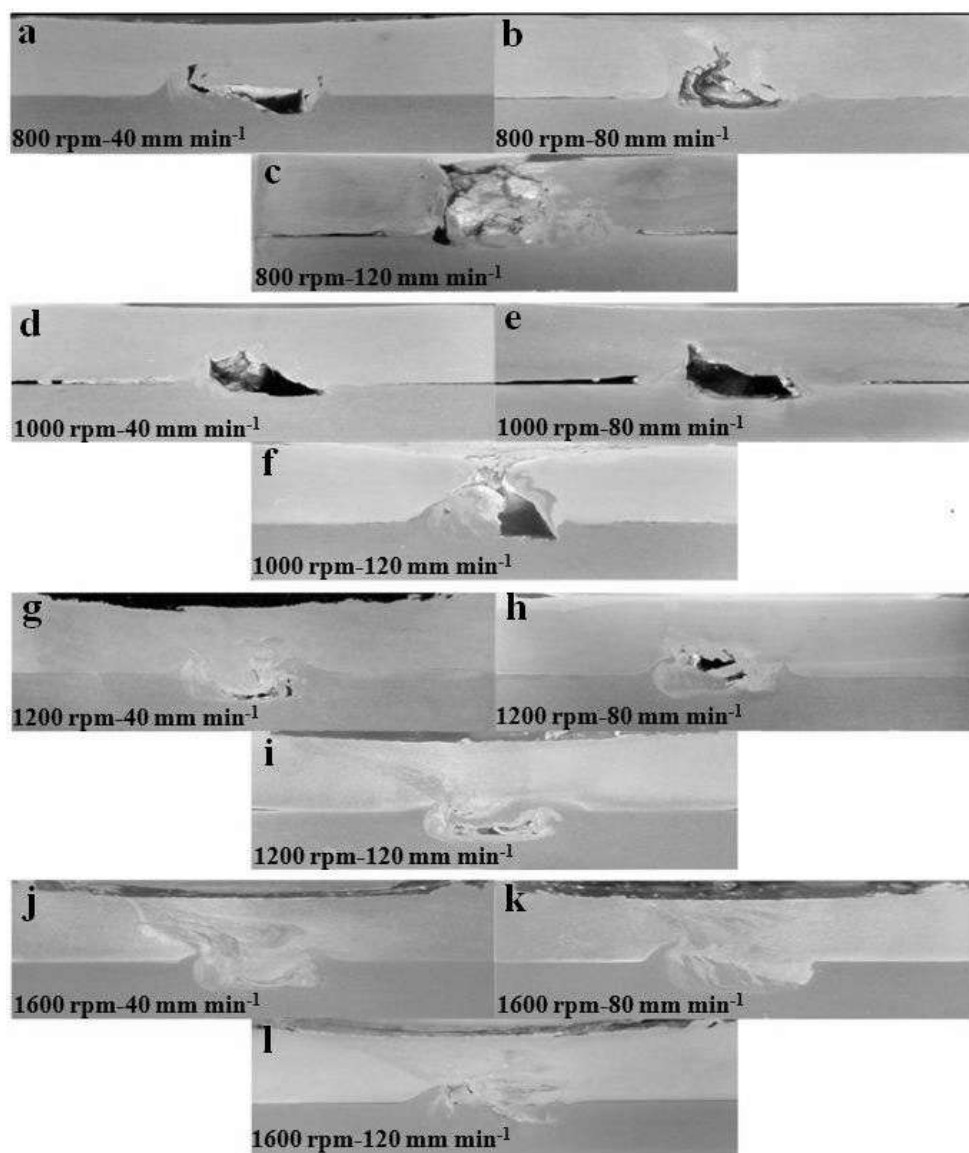 a
800 rpm-40 mm min⁻¹
b
800 rpm-80 mm min⁻¹
c
800 rpm-120 mm min⁻¹
d
1000 rpm-40 mm min⁻¹
e
1000 rpm-80 mm min⁻¹
f
1000 rpm-120 mm min⁻¹
g
1200 rpm-40 mm min⁻¹
h
1200 rpm-80 mm min⁻¹
i
1200 rpm-120 mm min⁻¹
j
1600 rpm-40 mm min⁻¹
k
1600 rpm-80 mm min⁻¹
l
1600 rpm-120 mm min⁻¹